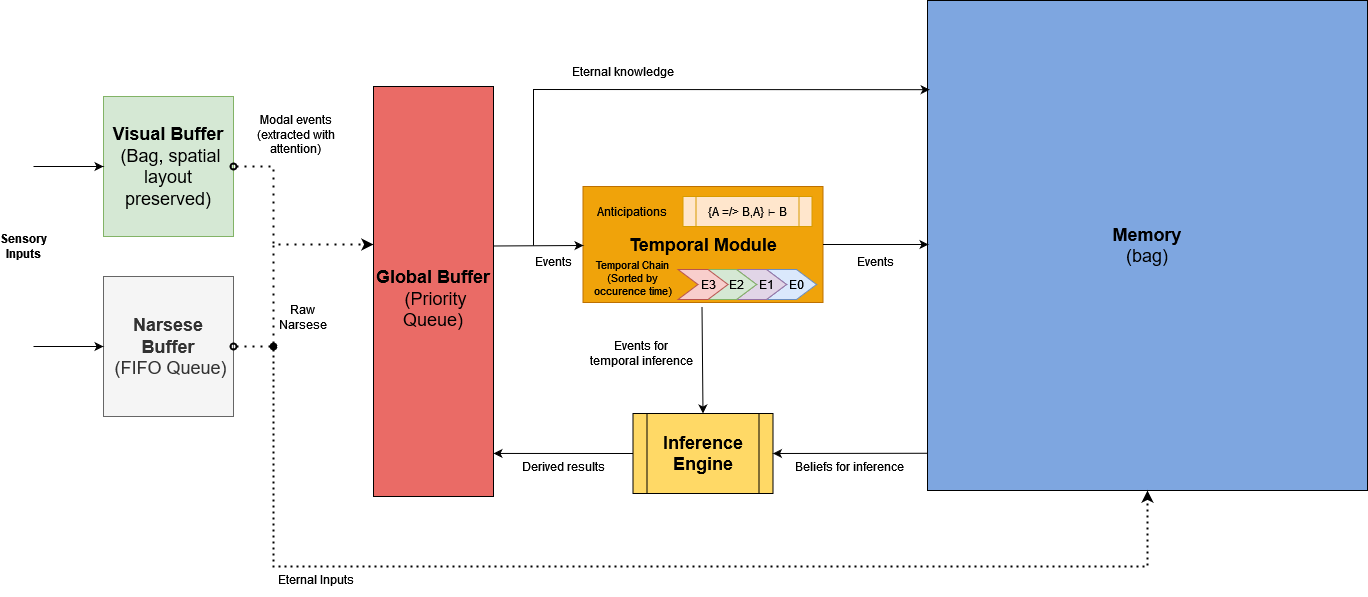 Eternal knowledge
Modal events
(extracted with
attention)
Visual Buffer
(Bag, spatial
layout
preserved)
Sensory
Inputs
Narsese
Buffer
(FIFO Queue)
Raw
Narsese
Global Buffer
(Priority
Queue)
Events
Anticipations
{A =/> B,A} ⊢ B
Temporal Module
Temporal Chain
(Sorted by
occurence time)
E3
E2
E1
E0
Events
Memory
(bag)
Events for
temporal inference
Inference
Engine
Derived results
Beliefs for inference
Eternal Inputs